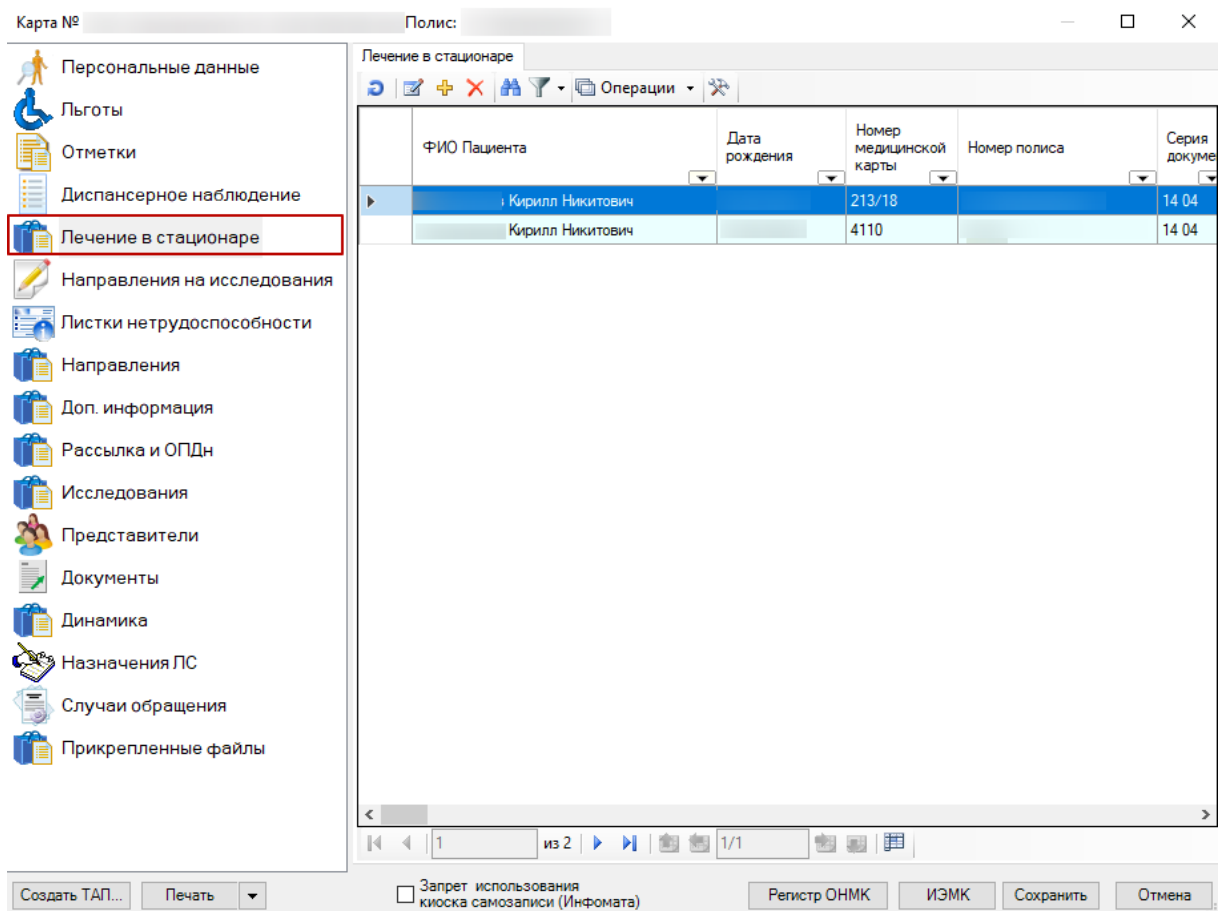 Карта № Полис:
Персональные данные
Льготы
Отметки
Диспансерное наблюдение
Лечение в стационаре
Направления на исследования
Листки нетрудоспособности
Направления
Доп. информация
Рассылка и ОПДн
Исследования
Представители
Документы
Динамика
Назначения ЛС
Случаи обращения
Прикрепленные файлы
Лечение в стационаре
Операции
ФИО Пациента
Дата
рождения
Номер
медицинской
карты
Номер полиса
Серия
докуме
Кирилл Никитович 213/18 14 04
Кирилл Никитович 4110 14 04
1 из 2 1/1
Создать ТАП... Печать
Запрет использования
киоска самозаписи (Инфомата)
Регистр ОНМК ИЭМК Сохранить Отмена